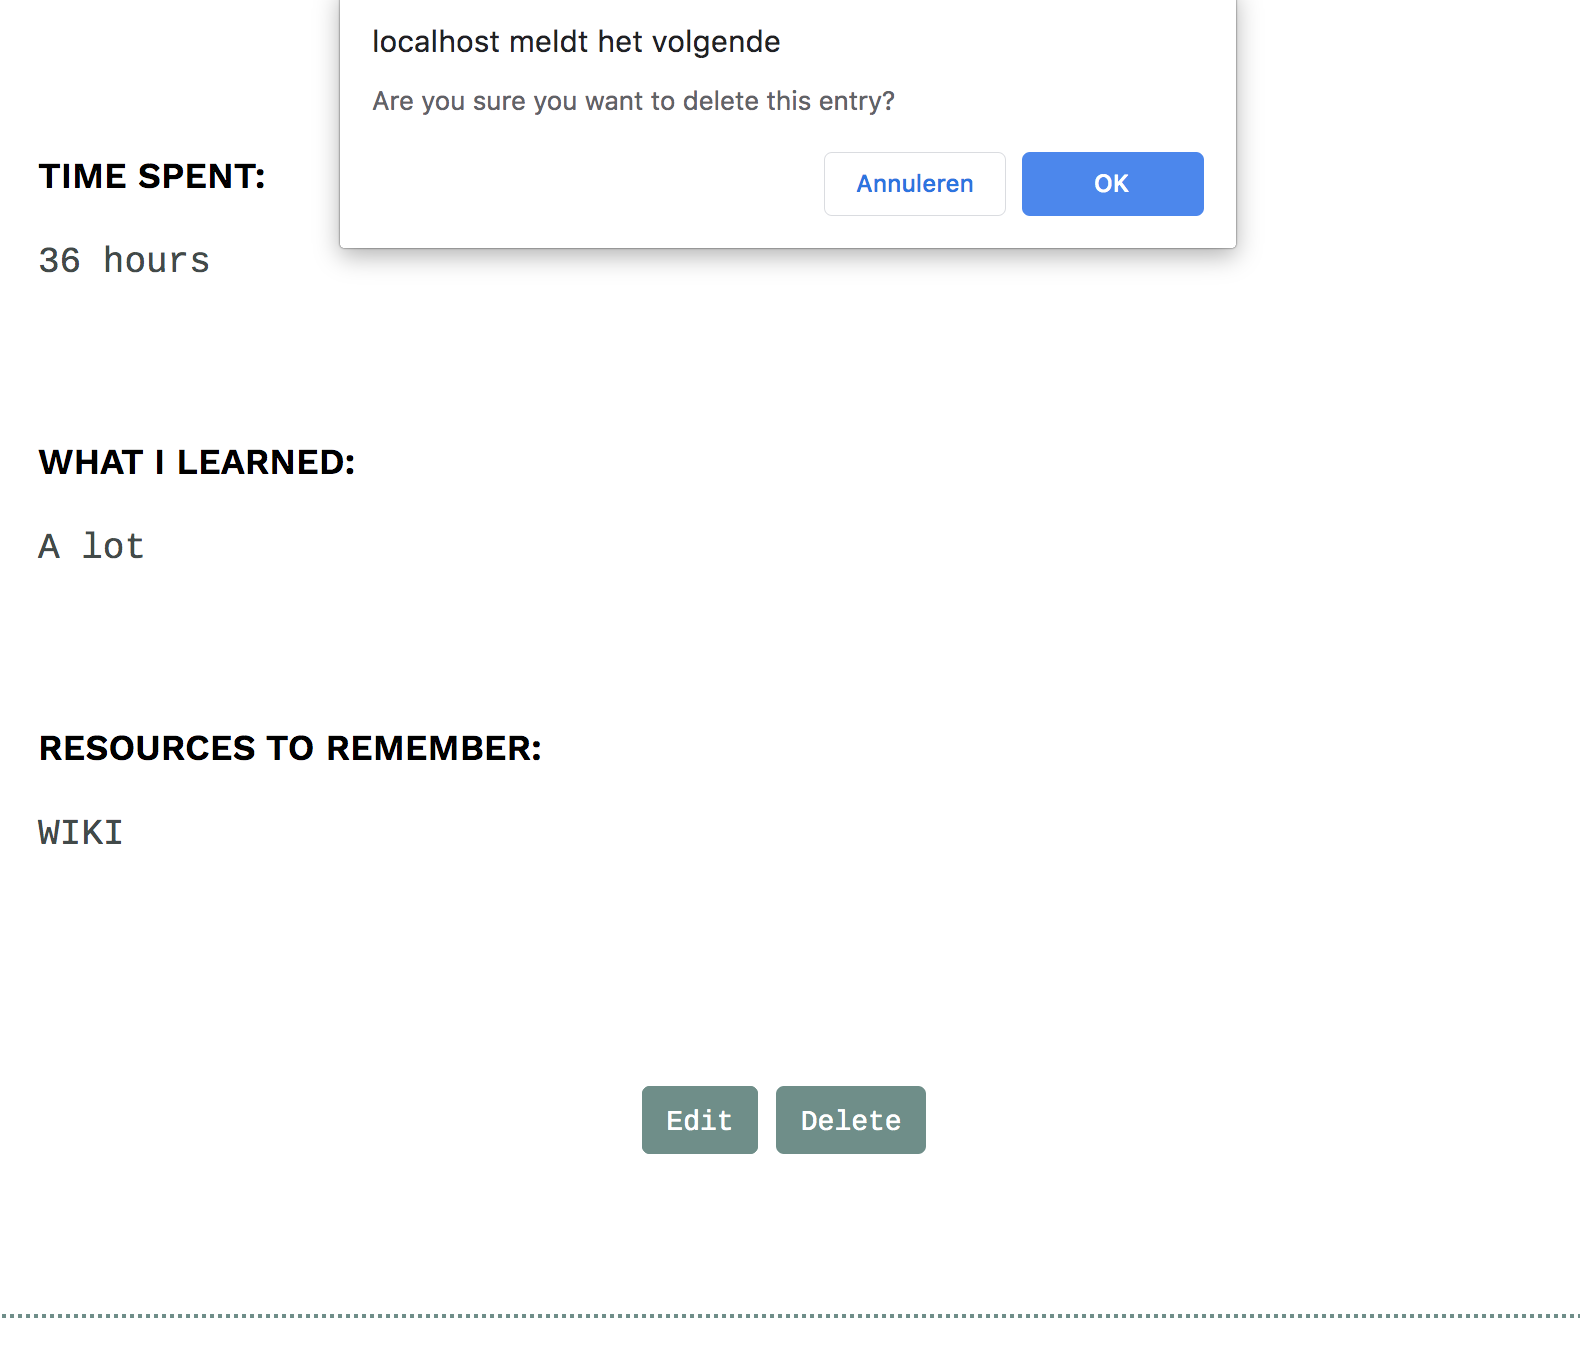 localhost meldt het volgende
Are you sure you want to delete this entry?
Annuleren OK
TIME SPENT:
36 hours
WHAT I LEARNED:
A lot
RESOURCES TO REMEMBER:
WIKI
Edit Delete